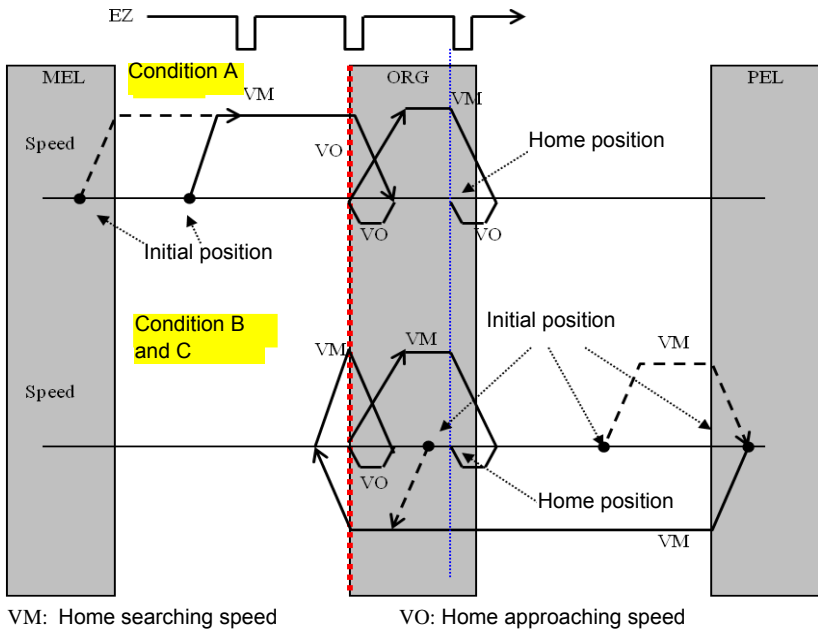 EZ
MEL
Condition A
ORG
PEL
VM
VM
Speed
VO
Home position
VO
VO
Initial position
Condition B
and C
Initial position
VM
VM
VM
Speed
VO
Home position
VM
VM: Home searching speed
VO: Home approaching speed